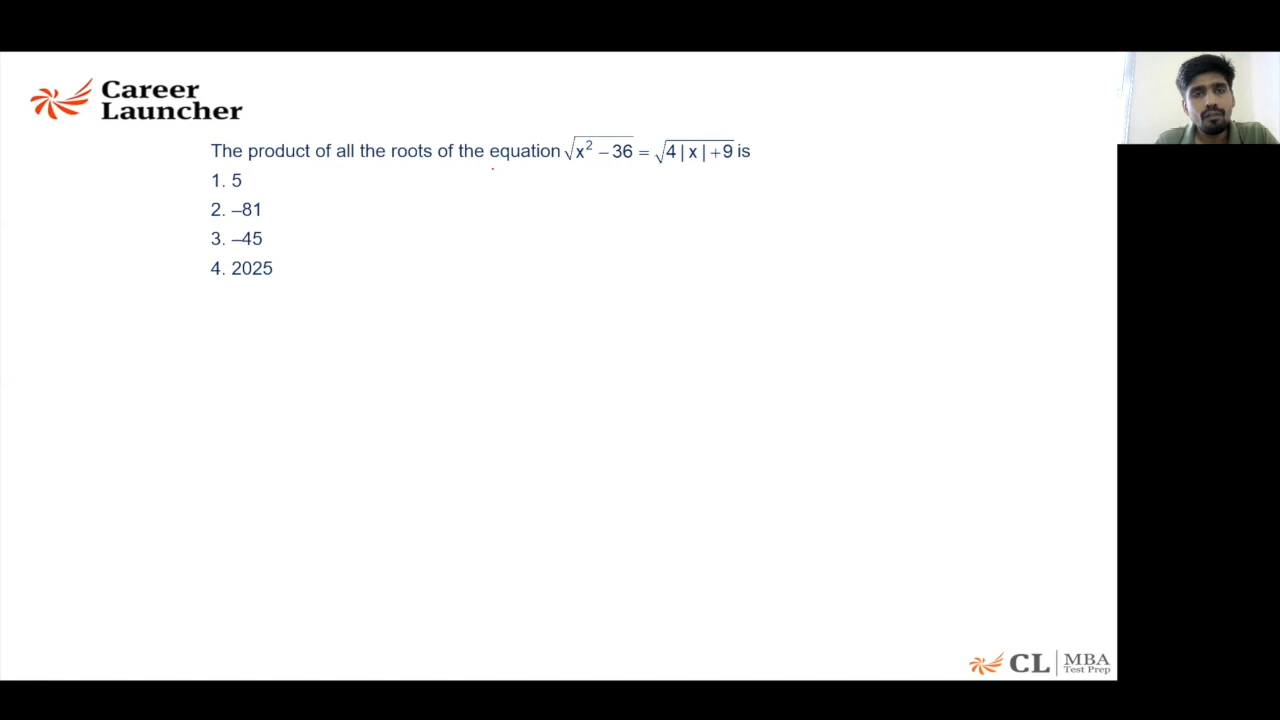 Career
Launcher
The product of all the roots of the equation √(x² – 36) = √(4 | x | + 9) is
1. 5
2. –81
3. –45
4. 2025
CL | MBA
Test Prep